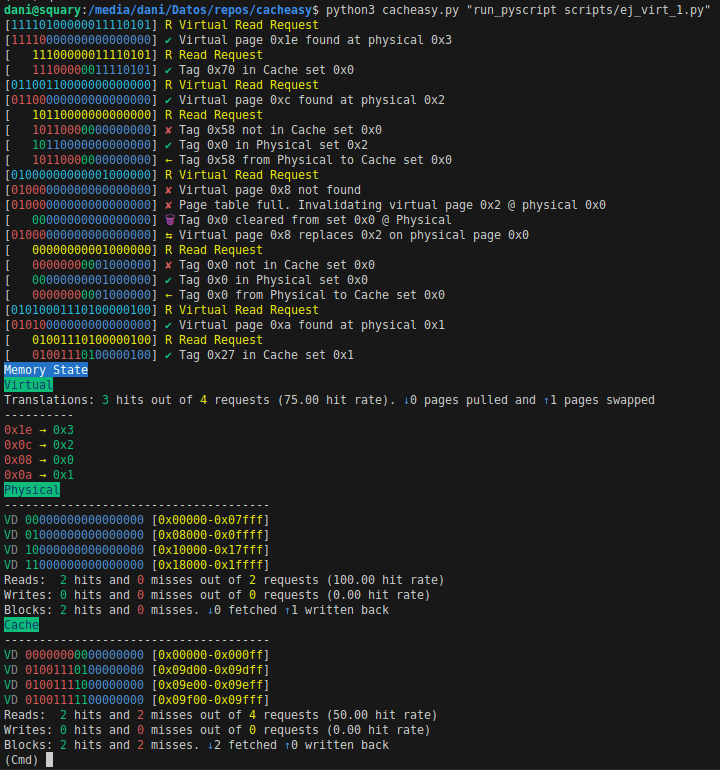 dani@squary:/media/dani/Datos/repos/cacheasy$ python3 cacheasy.py "run_pyscript scripts/ej_virt_1.py"
[11110100000011110101] R Virtual Read Request
[11110000000000000000] ✔ Virtual page 0x1e found at physical 0x3
[   11100000011110101] R Read Request
[   11100000011110101] ✔ Tag 0x70 in Cache set 0x0
[01100110000000000000] R Virtual Read Request
[01100000000000000000] ✔ Virtual page 0xc found at physical 0x2
[   10110000000000000] R Read Request
[   10110000000000000] ✘ Tag 0x58 not in Cache set 0x0
[   10110000000000000] ✔ Tag 0x0 in Physical set 0x2
[   10110000000000000] ← Tag 0x58 from Physical to Cache set 0x0
[01000000000001000000] R Virtual Read Request
[01000000000000000000] ✘ Virtual page 0x8 not found
[01000000000000000000] ✘ Page table full. Invalidating virtual page 0x2 @ physical 0x0
[   00000000000000000] 🗑 Tag 0x0 cleared from set 0x0 @ Physical
[01000000000000000000] ⇆ Virtual page 0x8 replaces 0x2 on physical page 0x0
[   00000000001000000] R Read Request
[   00000000001000000] ✘ Tag 0x0 not in Cache set 0x0
[   00000000001000000] ✔ Tag 0x0 in Physical set 0x0
[   00000000001000000] ← Tag 0x0 from Physical to Cache set 0x0
[01010001110100000100] R Virtual Read Request
[01010000000000000000] ✔ Virtual page 0xa found at physical 0x1
[   01001110100000100] R Read Request
[   01001110100000100] ✔ Tag 0x27 in Cache set 0x1
Memory State
Virtual
Translations: 3 hits out of 4 requests (75.00 hit rate). ↓0 pages pulled and ↑1 pages swapped
----------
0x1e → 0x3
0x0c → 0x2
0x08 → 0x0
0x0a → 0x1
Physical
-------------------------------------
VD 00000000000000000 [0x00000-0x07fff]
VD 01000000000000000 [0x08000-0x0ffff]
VD 10000000000000000 [0x10000-0x17fff]
VD 11000000000000000 [0x18000-0x1ffff]
Reads:  2 hits and 0 misses out of 2 requests (100.00 hit rate)
Writes: 0 hits and 0 misses out of 0 requests (0.00 hit rate)
Blocks: 2 hits and 0 misses. ↓0 fetched ↑1 written back
Cache
-------------------------------------
VD 00000000000000000 [0x00000-0x000ff]
VD 01001110100000000 [0x09d00-0x09dff]
VD 01001111000000000 [0x09e00-0x09eff]
VD 01001111100000000 [0x09f00-0x09fff]
Reads:  2 hits and 2 misses out of 4 requests (50.00 hit rate)
Writes: 0 hits and 0 misses out of 0 requests (0.00 hit rate)
Blocks: 2 hits and 2 misses. ↓2 fetched ↑0 written back
(Cmd)